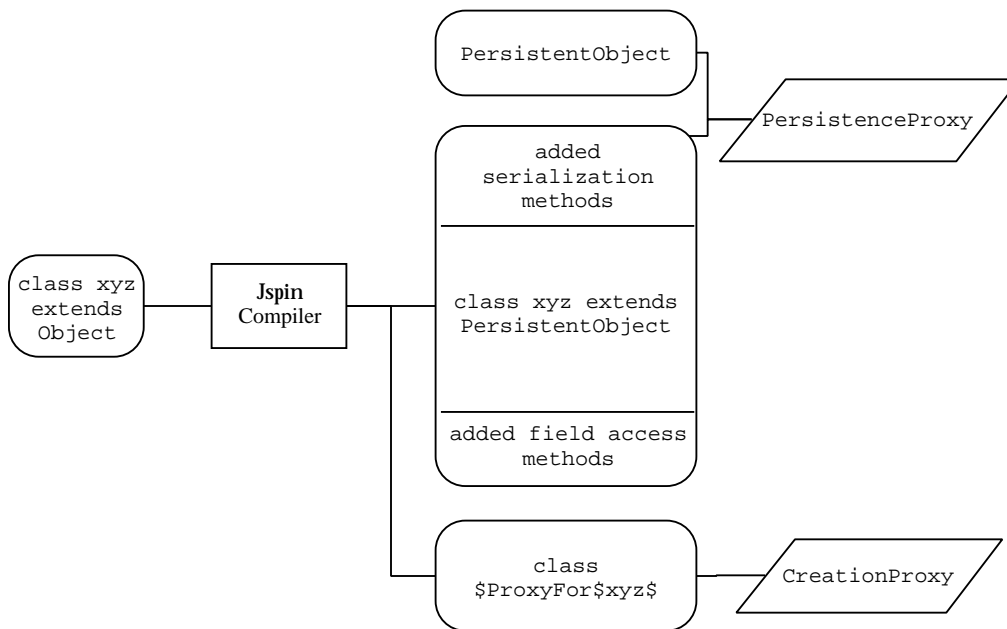 PersistentObject
PersistenceProxy
added
serialization
methods
class xyz
extends
Object
Jspin
Compiler
class xyz extends
PersistentObject
added field access
methods
class
$ProxyFor$xyz$
CreationProxy